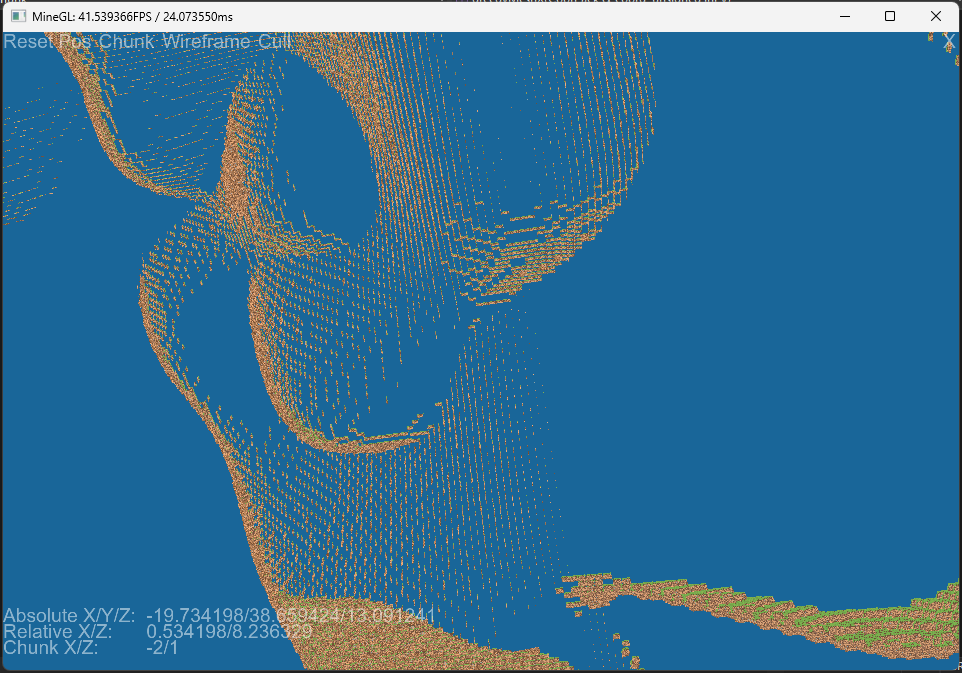 MineGL: 41.539366FPS / 24.073550ms
Reset Pos Chunk Wireframe Cull
X
Absolute X/Y/Z: -19.734198/38.659424/13.091241
Relative X/Z: 0.534198/8.236329
Chunk X/Z: -2/1